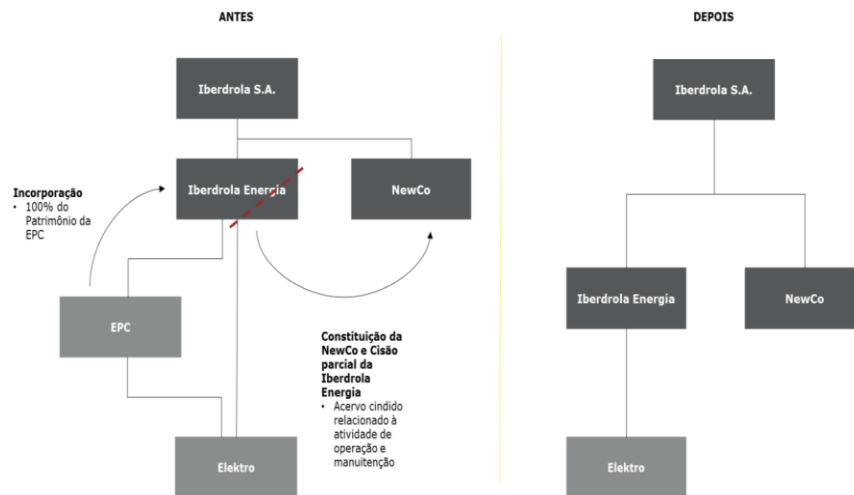 ANTES
Iberdrola S.A.
Iberdrola Energia
NewCo
Incorporação
• 100% do
Patrimônio da
EPC
EPC
Constituição da
NewCo e Cisão
parcial da
Iberdrola
Energia
• Acervo cindido
relacionado à
atividade de
operação e
manutenção
Elektro
DEPOIS
Iberdrola S.A.
Iberdrola Energia
NewCo
Elektro